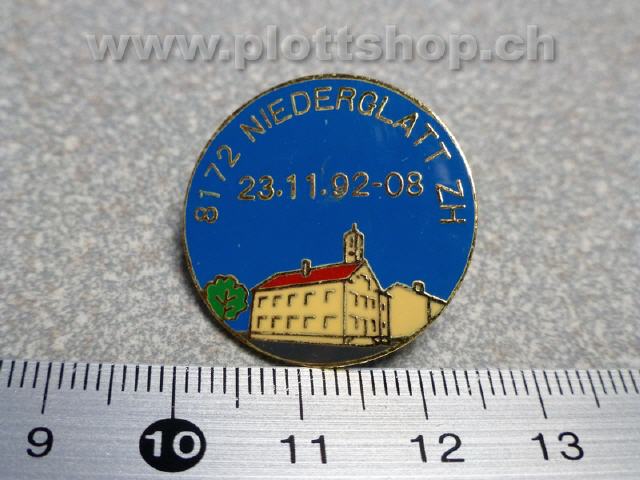 www.plottshop.ch
8172 NIEDERGLATT ZH
23.11.92-08
9 10 11 12 13